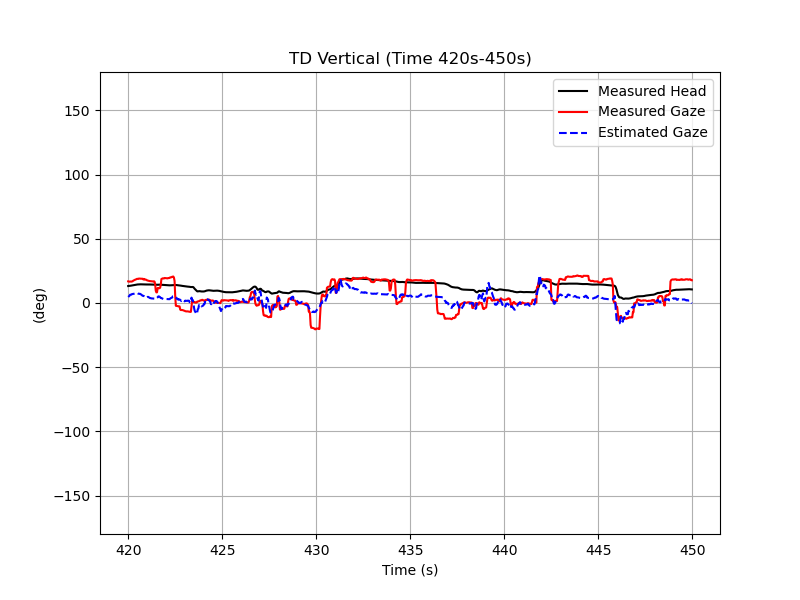 TD Vertical (Time 420s-450s)
Measured Head
Measured Gaze
Estimated Gaze
150
100
50
0
−50
−100
−150
(deg)
420 425 430 435 440 445 450
Time (s)